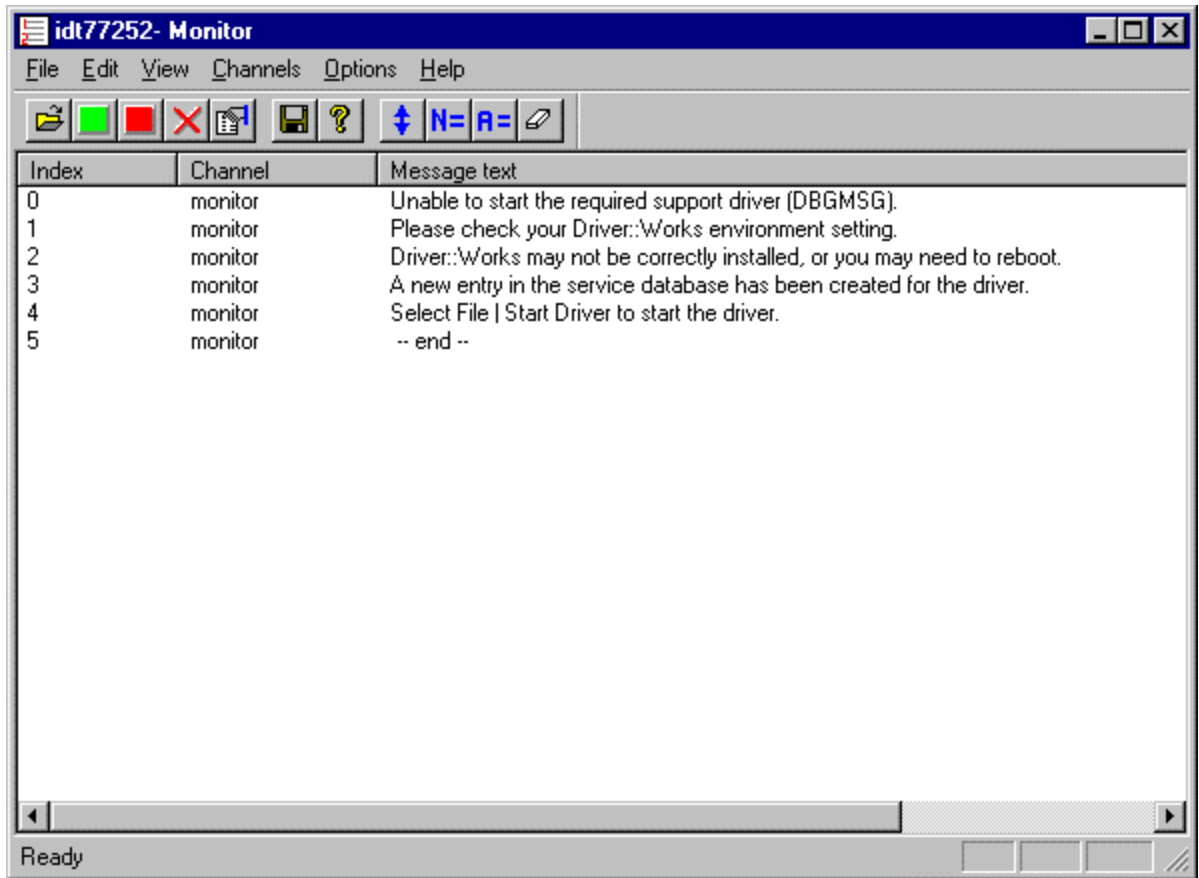 idt77252- Monitor
File Edit View Channels Options Help
N= A=
Index Channel Message text
0 monitor Unable to start the required support driver (DBGMSG).
1 monitor Please check your Driver::Works environment setting.
2 monitor Driver::Works may not be correctly installed, or you may need to reboot.
3 monitor A new entry in the service database has been created for the driver.
4 monitor Select File | Start Driver to start the driver.
5 monitor -- end --
Ready